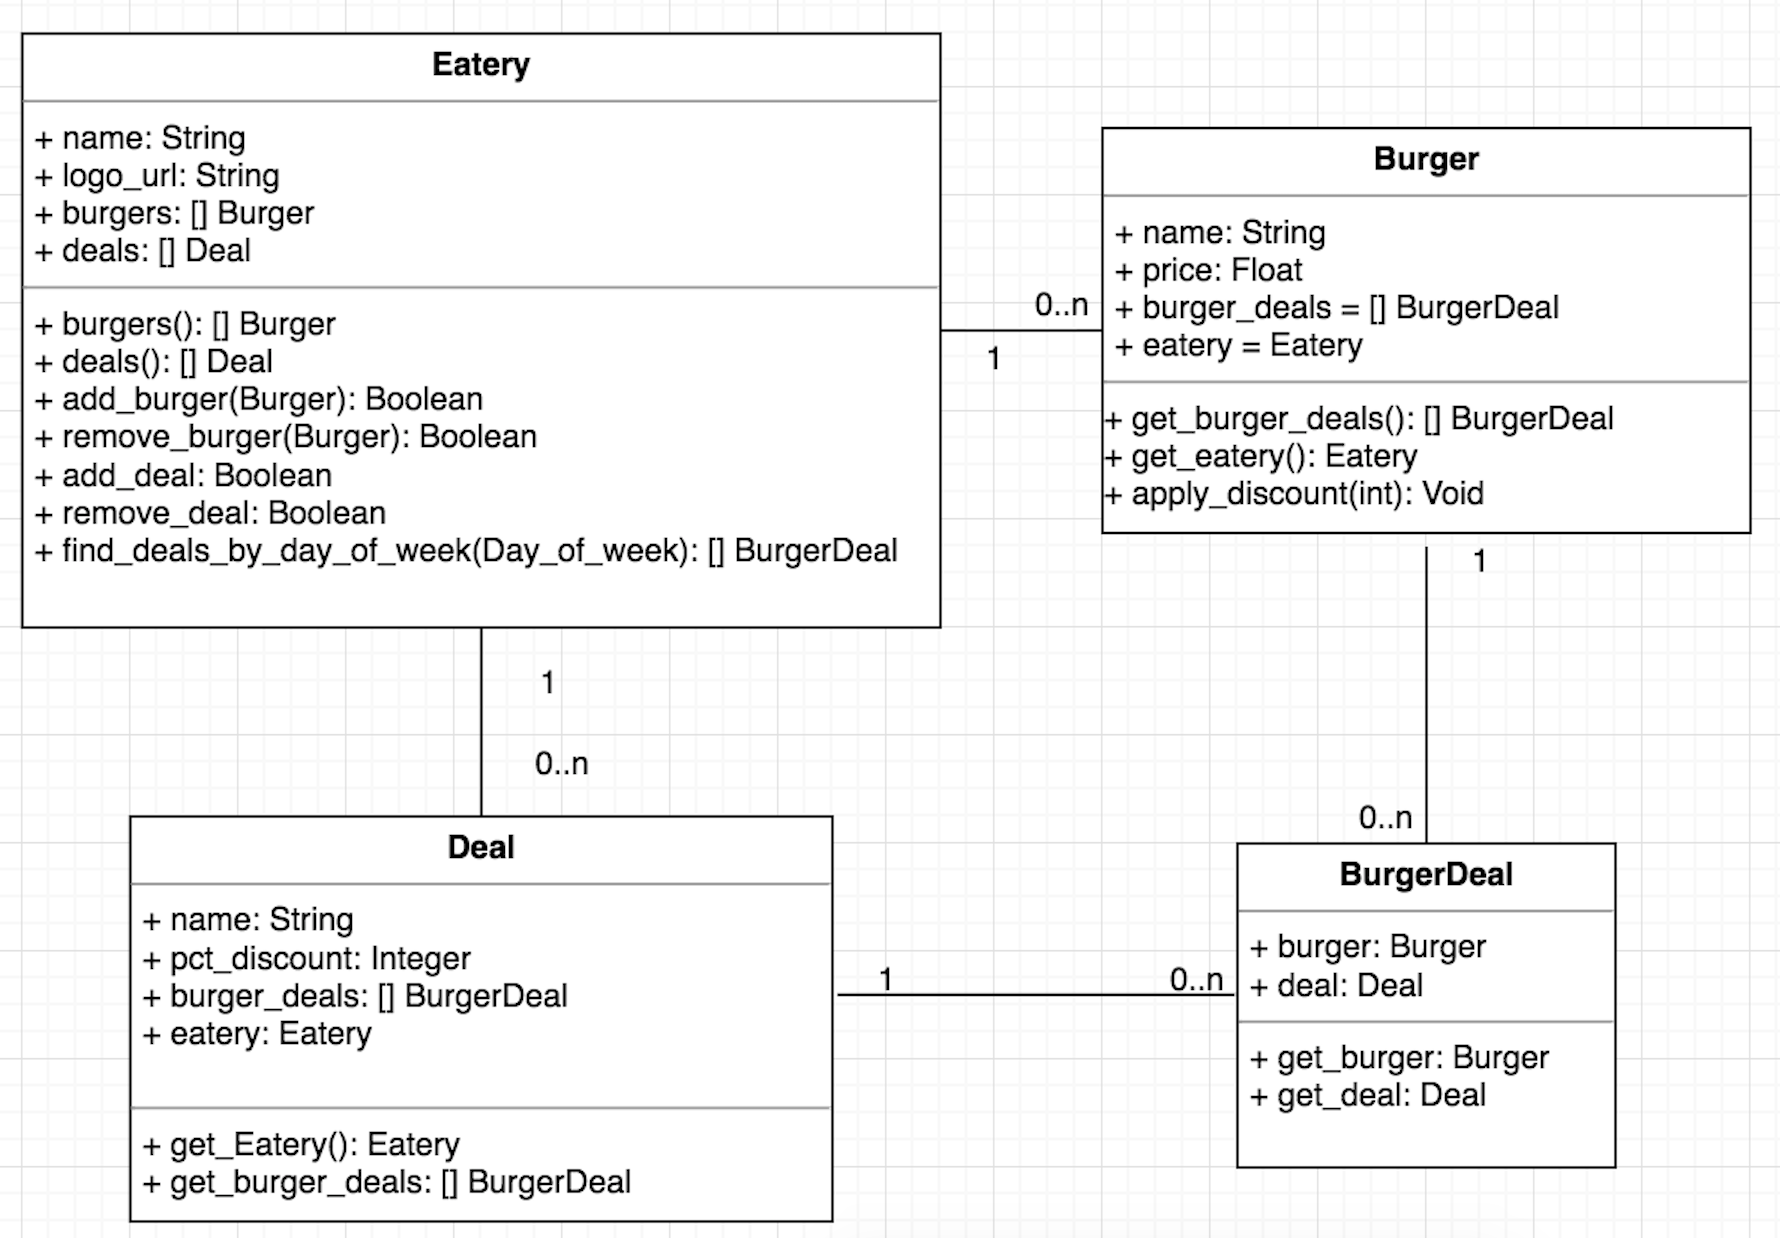 Eatery
+ name: String
+ logo_url: String
+ burgers: [] Burger
+ deals: [] Deal
+ burgers(): [] Burger
+ deals(): [] Deal
+ add_burger(Burger): Boolean
+ remove_burger(Burger): Boolean
+ add_deal: Boolean
+ remove_deal: Boolean
+ find_deals_by_day_of_week(Day_of_week): [] BurgerDeal
0..n
1
Burger
+ name: String
+ price: Float
+ burger_deals = [] BurgerDeal
+ eatery = Eatery
+ get_burger_deals(): [] BurgerDeal
+ get_eatery(): Eatery
+ apply_discount(int): Void
1
0..n
1
0..n
Deal
+ name: String
+ pct_discount: Integer
+ burger_deals: [] BurgerDeal
+ eatery: Eatery
+ get_Eatery(): Eatery
+ get_burger_deals: [] BurgerDeal
1
0..n
BurgerDeal
+ burger: Burger
+ deal: Deal
+ get_burger: Burger
+ get_deal: Deal